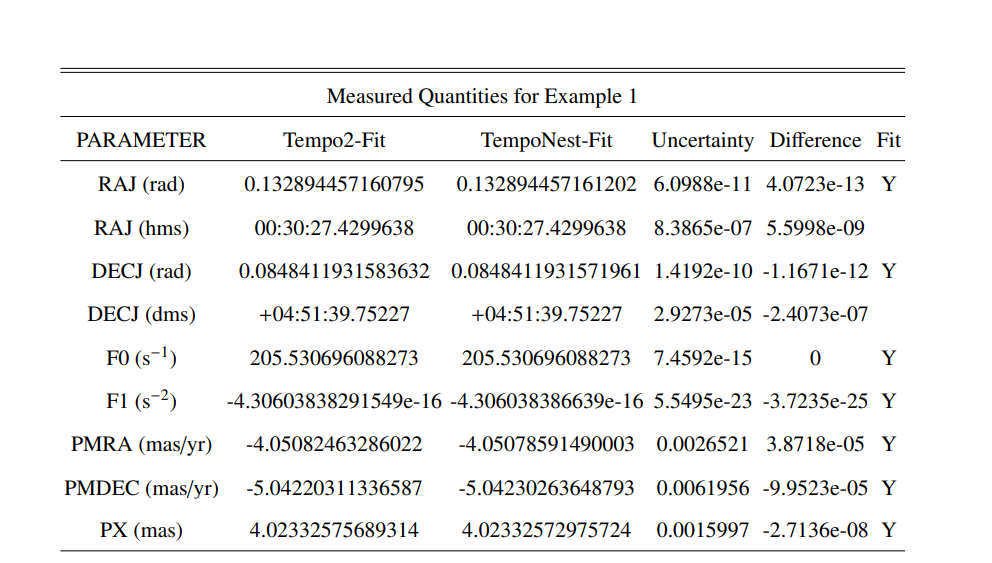 Measured Quantities for Example 1
PARAMETER Tempo2-Fit TempoNest-Fit Uncertainty Difference Fit
RAJ (rad) 0.132894457160795 0.132894457161202 6.0988e-11 4.0723e-13 Y
RAJ (hms) 00:30:27.4299638 00:30:27.4299638 8.3865e-07 5.5998e-09
DECJ (rad) 0.0848411931583632 0.0848411931571961 1.4192e-10 -1.1671e-12 Y
DECJ (dms) +04:51:39.75227 +04:51:39.75227 2.9273e-05 -2.4073e-07
F0 (s⁻¹) 205.530696088273 205.530696088273 7.4592e-15 0 Y
F1 (s⁻²) -4.30603838291549e-16 -4.306038386639e-16 5.5495e-23 -3.7235e-25 Y
PMRA (mas/yr) -4.05082463286022 -4.05078591490003 0.0026521 3.8718e-05 Y
PMDEC (mas/yr) -5.04220311336587 -5.04230263648793 0.0061956 -9.9523e-05 Y
PX (mas) 4.02332575689314 4.02332572975724 0.0015997 -2.7136e-08 Y